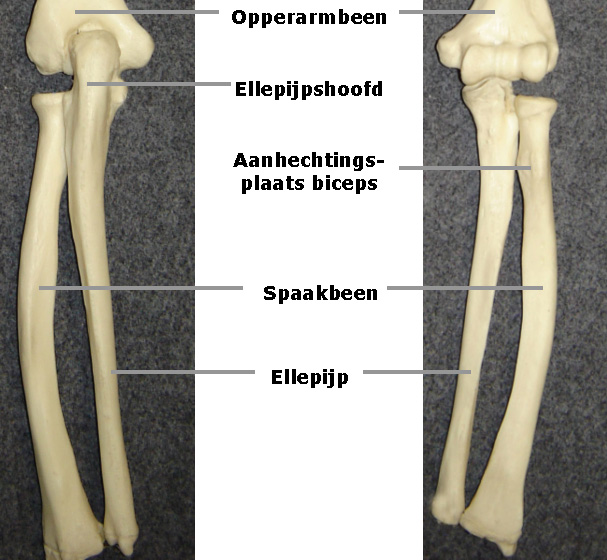 Opperarmbeen
Ellepijpshoofd
Aanhechtings-
plaats biceps
Spaakbeen
Ellepijp